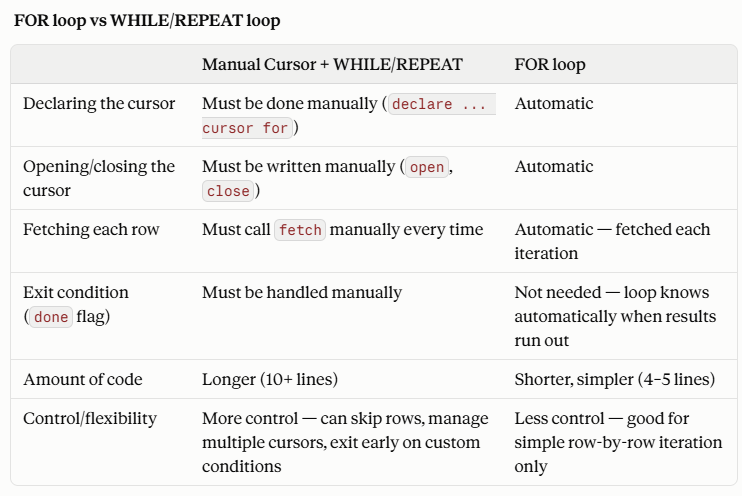 FOR loop vs WHILE/REPEAT loop
Manual Cursor + WHILE/REPEAT
FOR loop
Declaring the cursor
Must be done manually (declare ...
cursor for)
Automatic
Opening/closing the
cursor
Must be written manually (open,
close)
Automatic
Fetching each row
Must call fetch manually every time
Automatic — fetched each
iteration
Exit condition
(done flag)
Must be handled manually
Not needed — loop knows
automatically when results
run out
Amount of code
Longer (10+ lines)
Shorter, simpler (4–5 lines)
Control/flexibility
More control — can skip rows, manage
multiple cursors, exit early on custom
conditions
Less control — good for
simple row-by-row iteration
only